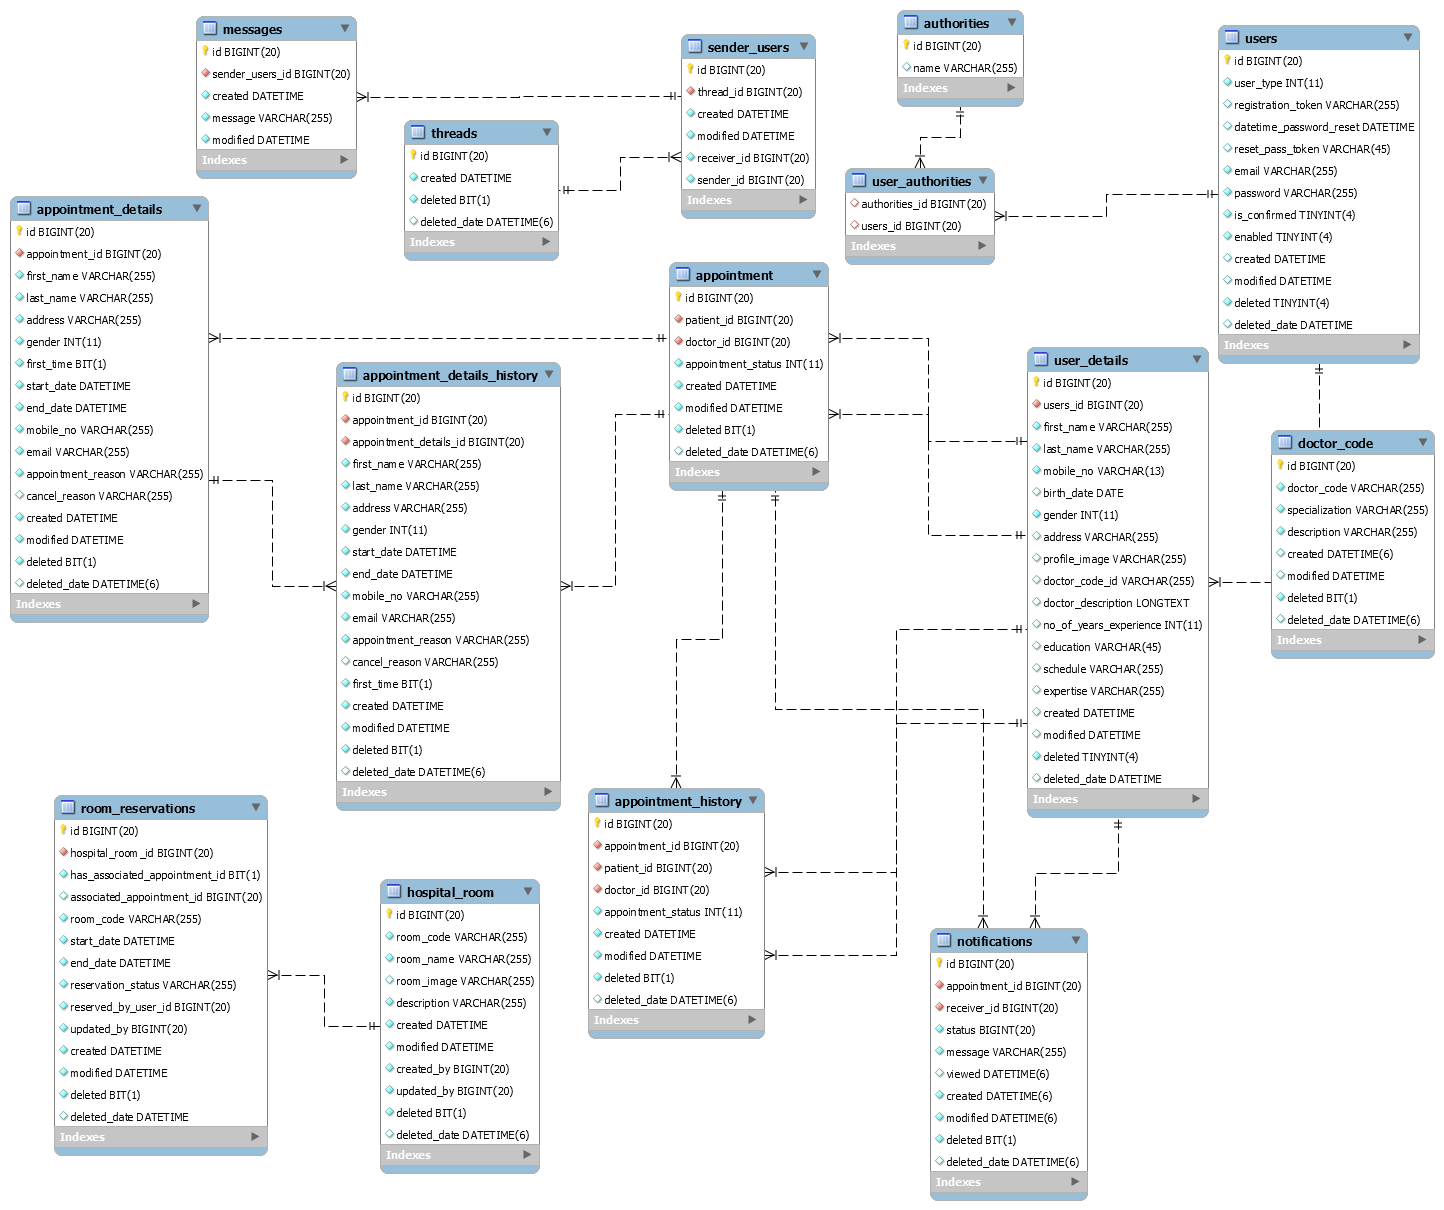 messages
id BIGINT(20)
sender_users_id BIGINT(20)
created DATETIME
message VARCHAR(255)
modified DATETIME
Indexes
sender_users
id BIGINT(20)
thread_id BIGINT(20)
created DATETIME
modified DATETIME
receiver_id BIGINT(20)
sender_id BIGINT(20)
Indexes
authorities
id BIGINT(20)
name VARCHAR(255)
Indexes
users
id BIGINT(20)
user_type INT(11)
registration_token VARCHAR(255)
datetime_password_reset DATETIME
reset_pass_token VARCHAR(45)
email VARCHAR(255)
password VARCHAR(255)
is_confirmed TINYINT(4)
enabled TINYINT(4)
created DATETIME
modified DATETIME
deleted TINYINT(4)
deleted_date DATETIME
Indexes
threads
id BIGINT(20)
created DATETIME
deleted BIT(1)
deleted_date DATETIME(6)
Indexes
user_authorities
authorities_id BIGINT(20)
users_id BIGINT(20)
Indexes
appointment_details
id BIGINT(20)
appointment_id BIGINT(20)
first_name VARCHAR(255)
last_name VARCHAR(255)
address VARCHAR(255)
gender INT(11)
first_time BIT(1)
start_date DATETIME
end_date DATETIME
mobile_no VARCHAR(255)
email VARCHAR(255)
appointment_reason VARCHAR(255)
cancel_reason VARCHAR(255)
created DATETIME
modified DATETIME
deleted BIT(1)
deleted_date DATETIME(6)
Indexes
appointment
id BIGINT(20)
patient_id BIGINT(20)
doctor_id BIGINT(20)
appointment_status INT(11)
created DATETIME
modified DATETIME
deleted BIT(1)
deleted_date DATETIME(6)
Indexes
appointment_details_history
id BIGINT(20)
appointment_id BIGINT(20)
appointment_details_id BIGINT(20)
first_name VARCHAR(255)
last_name VARCHAR(255)
address VARCHAR(255)
gender INT(11)
start_date DATETIME
end_date DATETIME
mobile_no VARCHAR(255)
email VARCHAR(255)
appointment_reason VARCHAR(255)
cancel_reason VARCHAR(255)
first_time BIT(1)
created DATETIME
modified DATETIME
deleted BIT(1)
deleted_date DATETIME(6)
Indexes
user_details
id BIGINT(20)
users_id BIGINT(20)
first_name VARCHAR(255)
last_name VARCHAR(255)
mobile_no VARCHAR(13)
birth_date DATE
gender INT(11)
address VARCHAR(255)
profile_image VARCHAR(255)
doctor_code_id VARCHAR(255)
doctor_description LONGTEXT
no_of_years_experience INT(11)
education VARCHAR(45)
schedule VARCHAR(255)
expertise VARCHAR(255)
created DATETIME
modified DATETIME
deleted TINYINT(4)
deleted_date DATETIME
Indexes
doctor_code
id BIGINT(20)
doctor_code VARCHAR(255)
specialization VARCHAR(255)
description VARCHAR(255)
created DATETIME(6)
modified DATETIME
deleted BIT(1)
deleted_date DATETIME(6)
Indexes
room_reservations
id BIGINT(20)
hospital_room_id BIGINT(20)
has_associated_appointment_id BIT(1)
associated_appointment_id BIGINT(20)
room_code VARCHAR(255)
start_date DATETIME
end_date DATETIME
reservation_status VARCHAR(255)
reserved_by_user_id BIGINT(20)
updated_by BIGINT(20)
created DATETIME
modified DATETIME
deleted BIT(1)
deleted_date DATETIME
Indexes
hospital_room
id BIGINT(20)
room_code VARCHAR(255)
room_name VARCHAR(255)
room_image VARCHAR(255)
description VARCHAR(255)
created DATETIME
modified DATETIME
created_by BIGINT(20)
updated_by BIGINT(20)
deleted BIT(1)
deleted_date DATETIME(6)
Indexes
appointment_history
id BIGINT(20)
appointment_id BIGINT(20)
patient_id BIGINT(20)
doctor_id BIGINT(20)
appointment_status INT(11)
created DATETIME
modified DATETIME
deleted BIT(1)
deleted_date DATETIME(6)
Indexes
notifications
id BIGINT(20)
appointment_id BIGINT(20)
receiver_id BIGINT(20)
status BIGINT(20)
message VARCHAR(255)
viewed DATETIME(6)
created DATETIME(6)
modified DATETIME(6)
deleted BIT(1)
deleted_date DATETIME(6)
Indexes